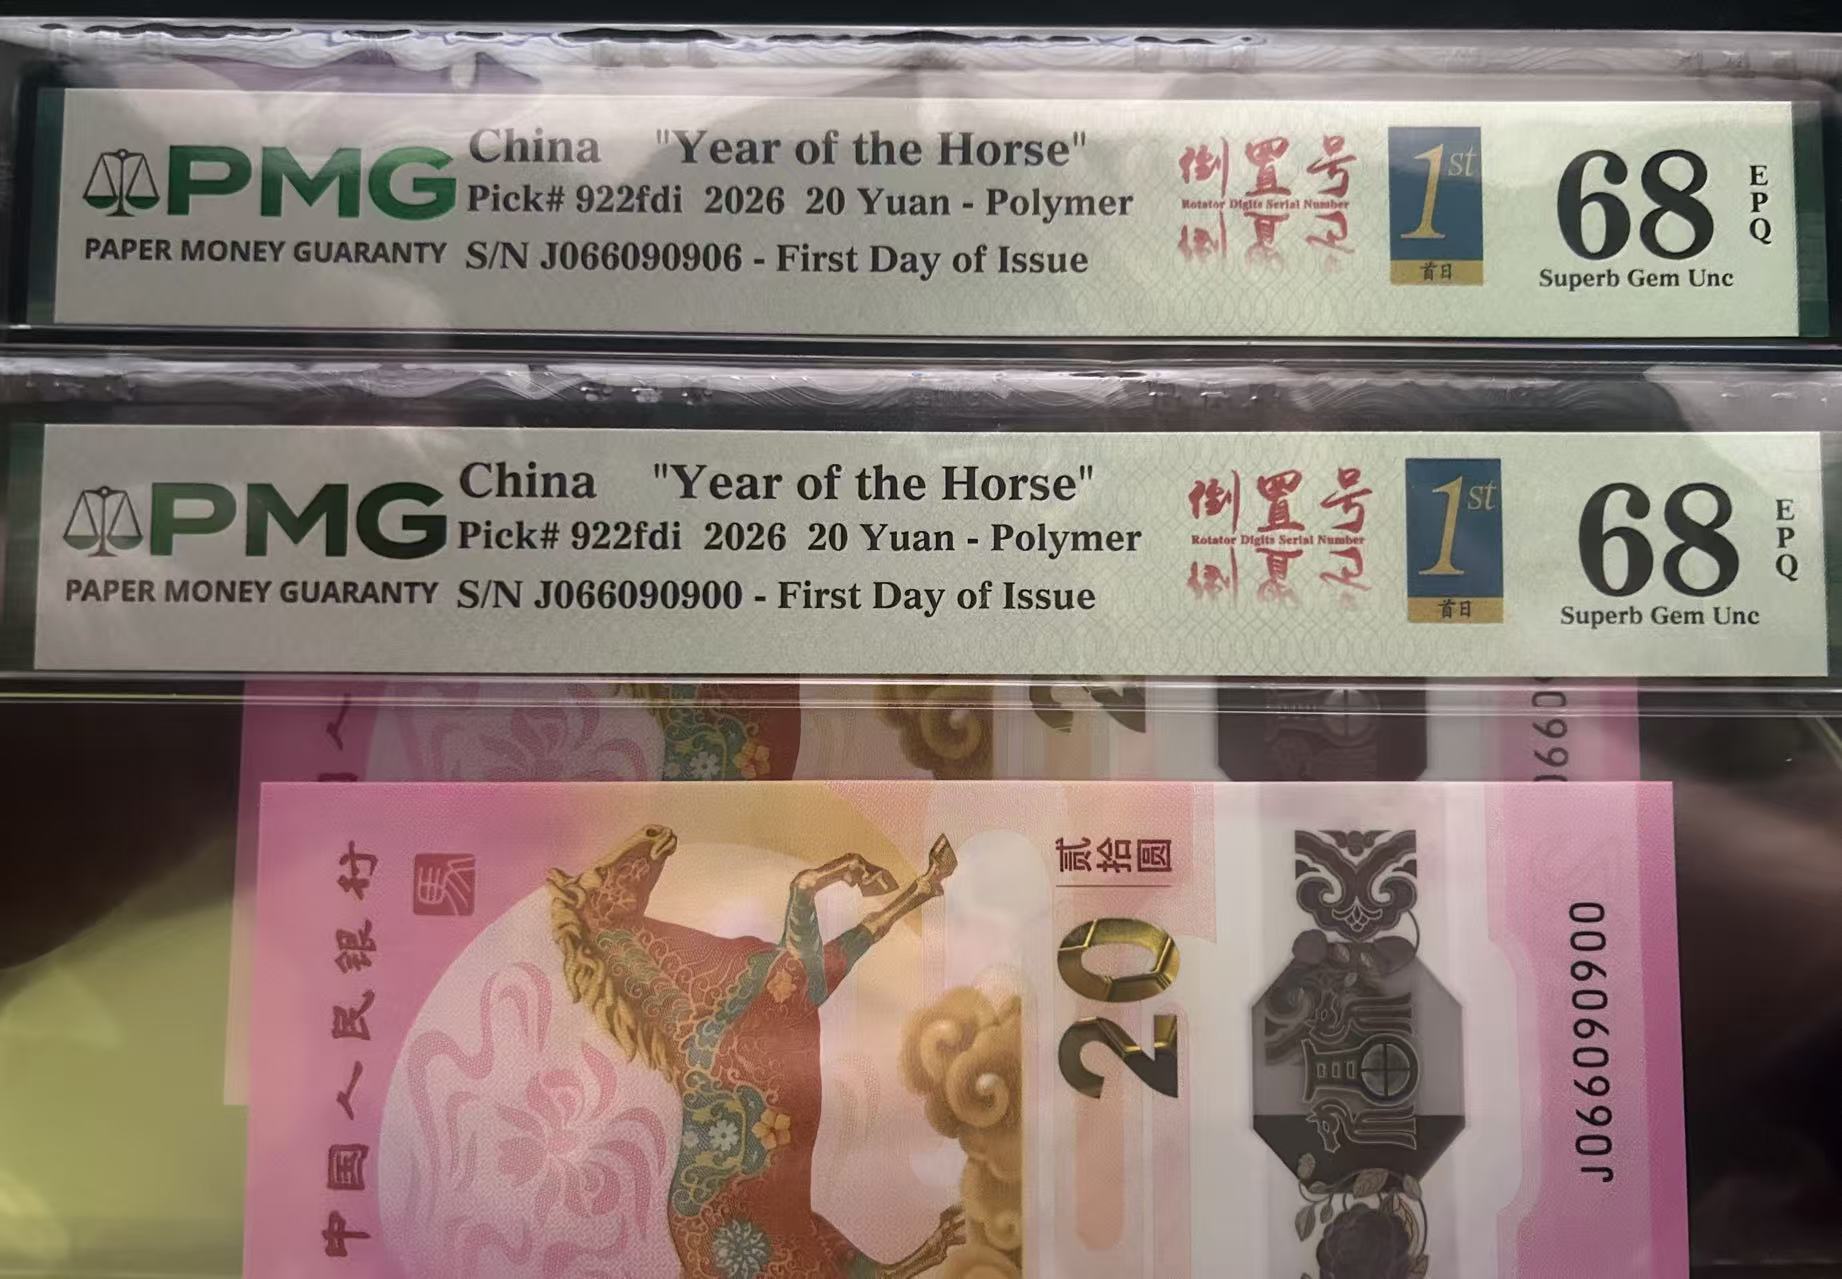 PMG
PAPER MONEY GUARANTY
China "Year of the Horse"
Pick# 922fdi 2026 20 Yuan - Polymer
S/N J066090906 - First Day of Issue
倒置号
Rotator Digits Serial Number
1st
首日
68
EPQ
Superb Gem Unc
PMG
PAPER MONEY GUARANTY
China "Year of the Horse"
Pick# 922fdi 2026 20 Yuan - Polymer
S/N J066090900 - First Day of Issue
倒置号
Rotator Digits Serial Number
1st
首日
68
EPQ
Superb Gem Unc
中国人民银行
贰拾圆
20
J066090900